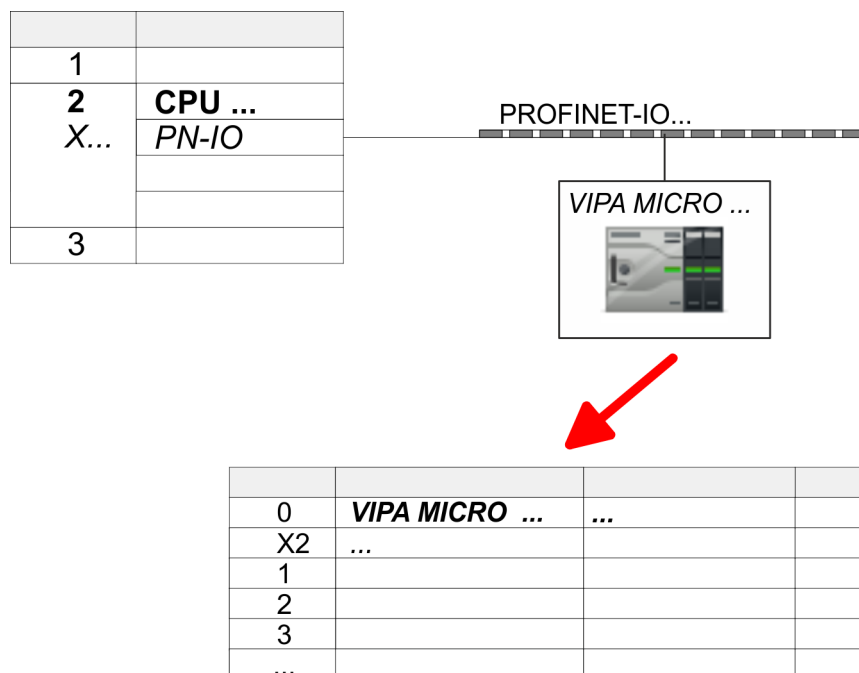 1
2 CPU ...
X... PN-IO
3
PROFINET-IO...
VIPA MICRO ...
0 VIPA MICRO ... ...
X2 ...
1
2
3
...